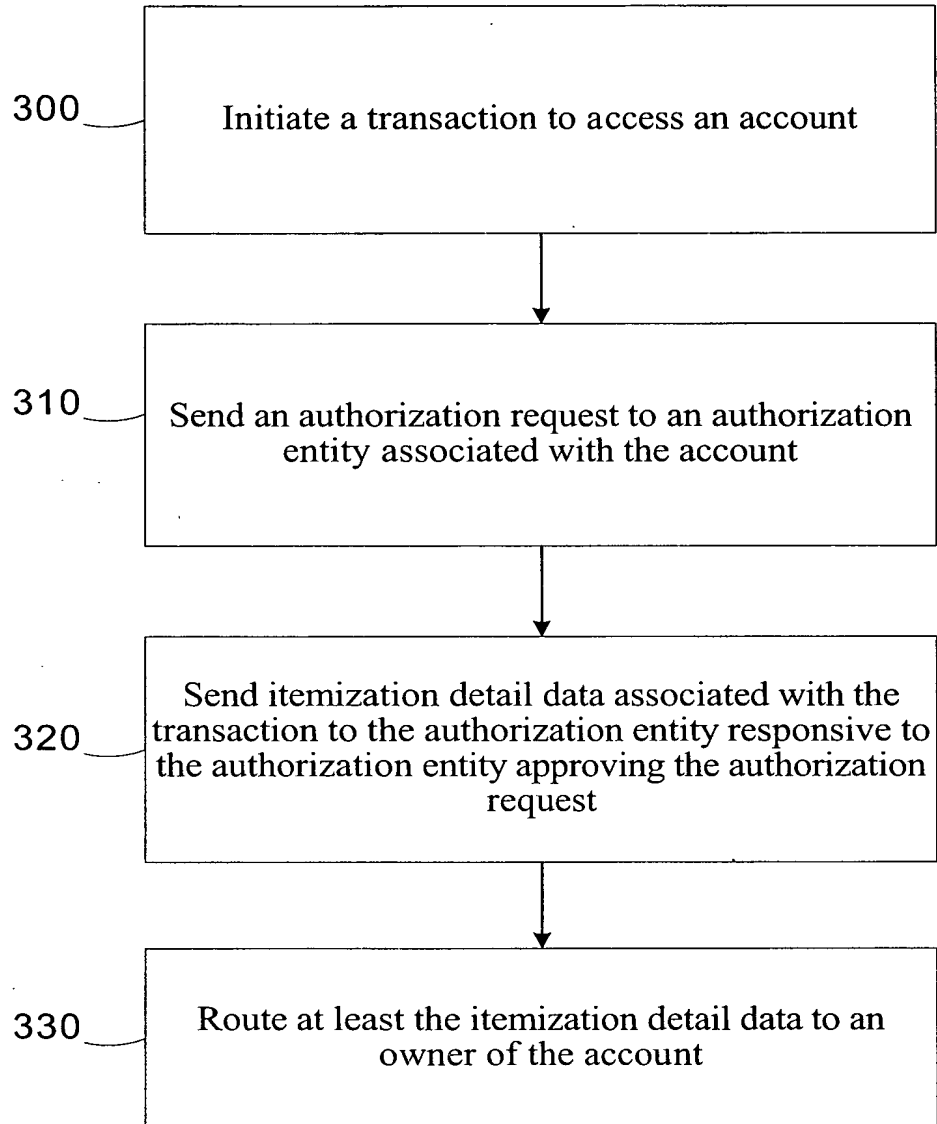 300
Initiate a transaction to access an account
310
Send an authorization request to an authorization
entity associated with the account
320
Send itemization detail data associated with the
transaction to the authorization entity responsive to
the authorization entity approving the authorization
request
330
Route at least the itemization detail data to an
owner of the account